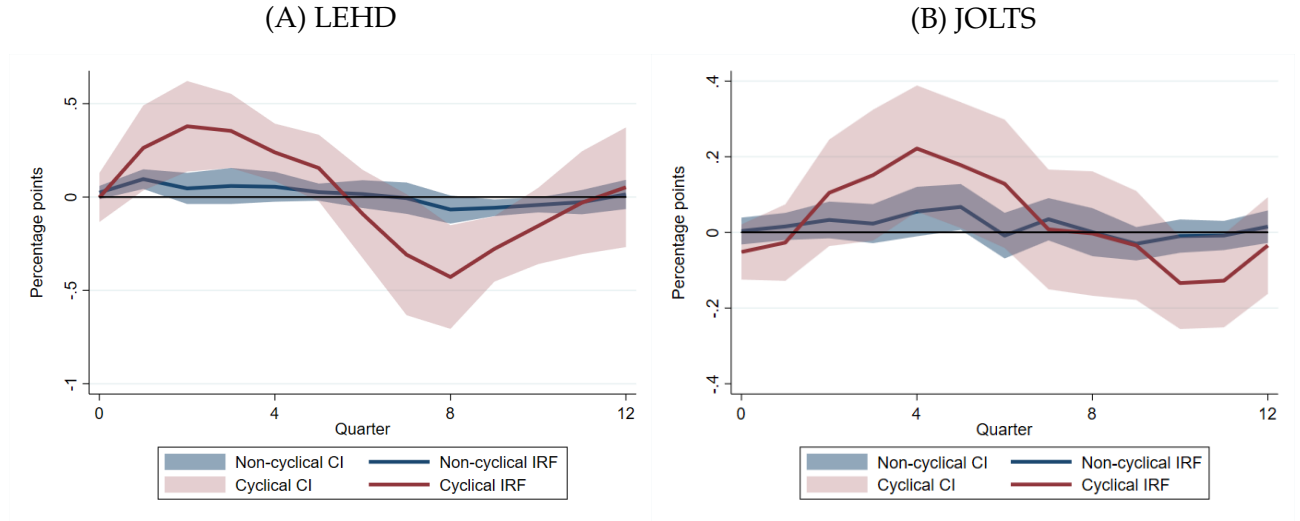 (A) LEHD
Percentage points
.5
0
-.5
-1
0 4 8 12
Quarter
Non-cyclical CI Non-cyclical IRF
Cyclical CI Cyclical IRF
(B) JOLTS
Percentage points
.4
.2
0
-.2
-.4
0 4 8 12
Quarter
Non-cyclical CI Non-cyclical IRF
Cyclical CI Cyclical IRF